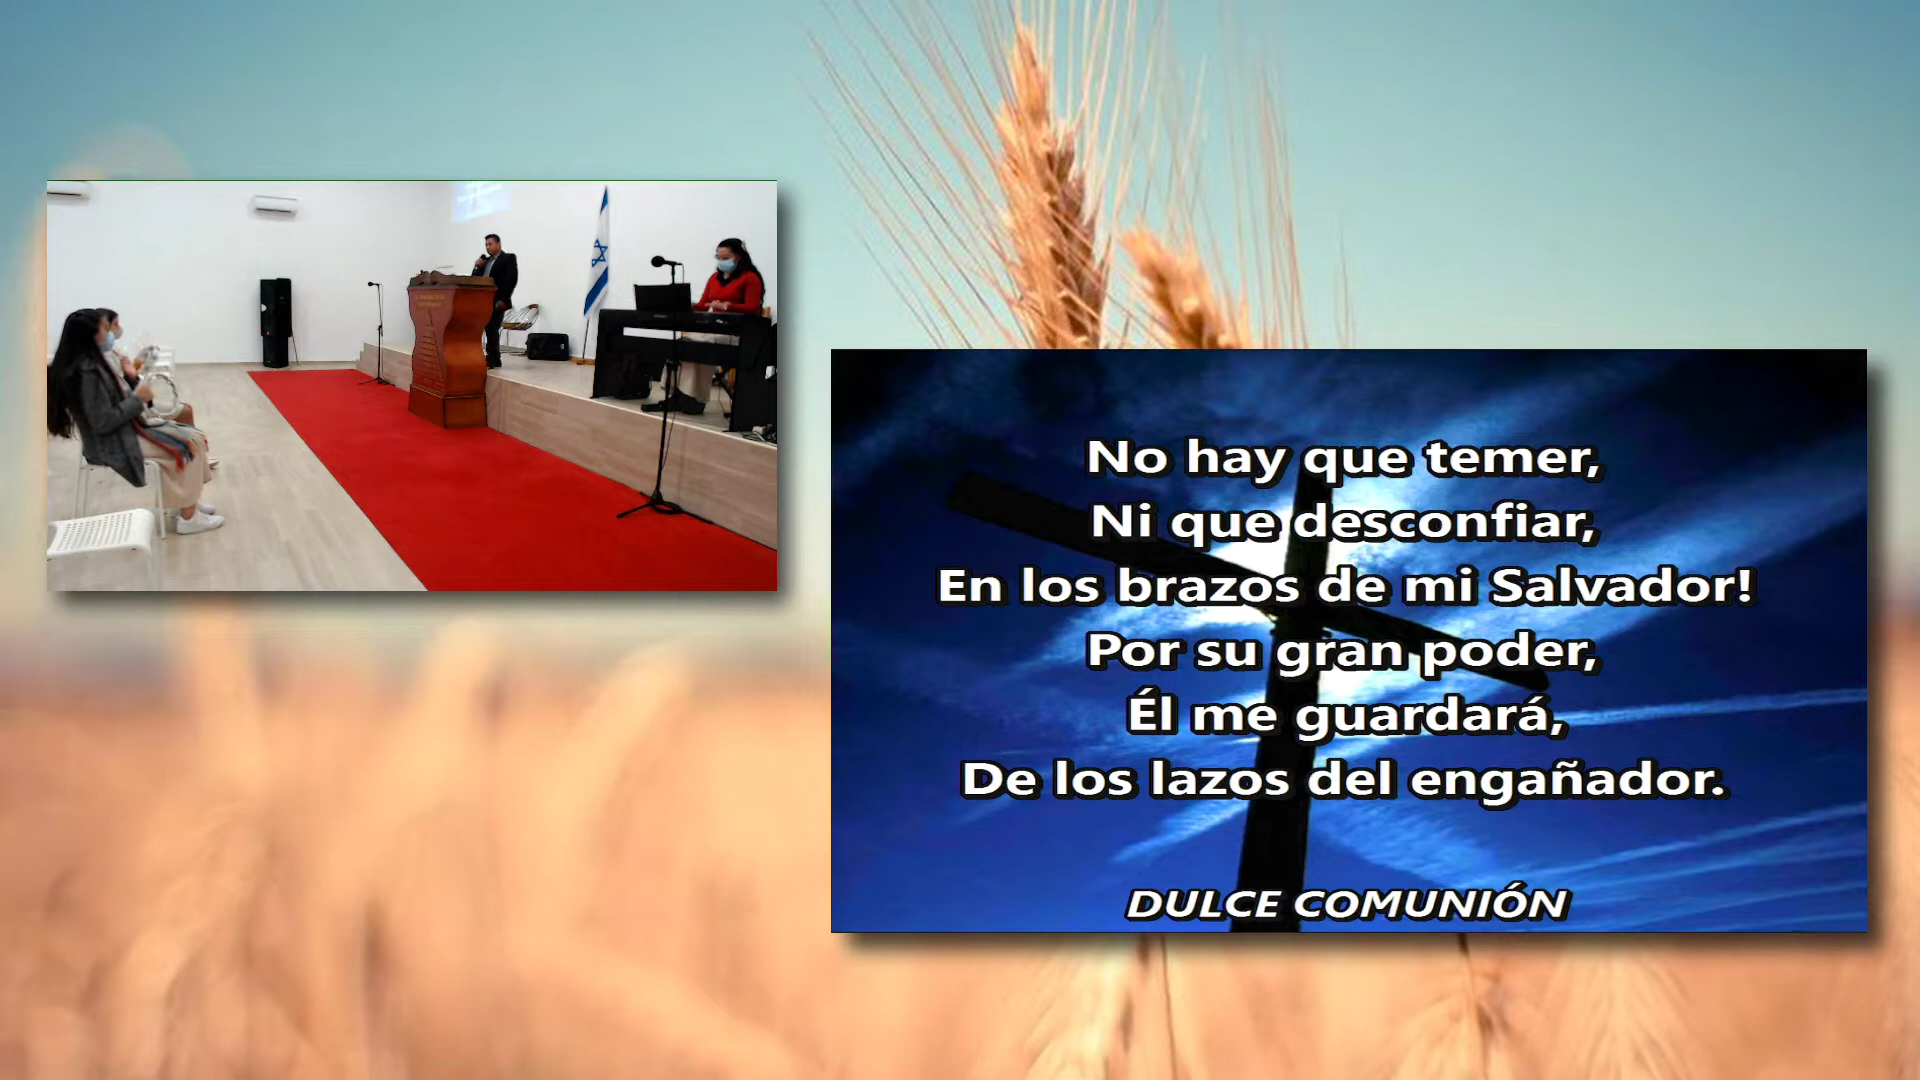 No hay que temer,
Ni que desconfiar,
En los brazos de mi Salvador!
Por su gran poder,
Él me guardará,
De los lazos del engañador.
DULCE COMUNIÓN